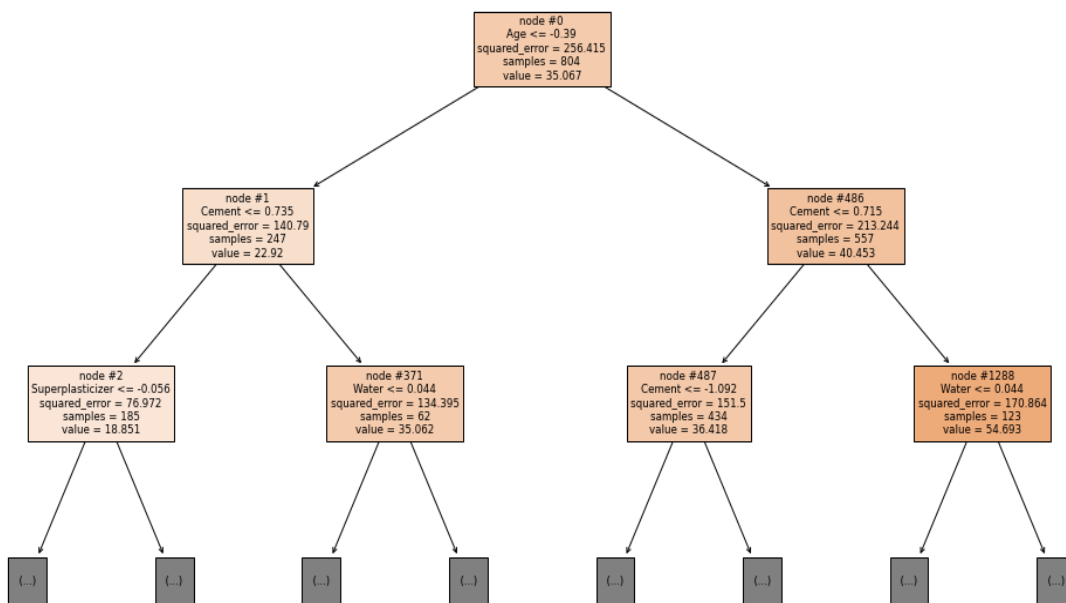 node #0
Age <= -0.39
squared_error = 256.415
samples = 804
value = 35.067
node #1
Cement <= 0.735
squared_error = 140.79
samples = 247
value = 22.92
node #486
Cement <= 0.715
squared_error = 213.244
samples = 557
value = 40.453
node #2
Superplasticizer <= -0.056
squared_error = 76.972
samples = 185
value = 18.851
node #371
Water <= 0.044
squared_error = 134.395
samples = 62
value = 35.062
node #487
Cement <= -1.092
squared_error = 151.5
samples = 434
value = 36.418
node #1288
Water <= 0.044
squared_error = 170.864
samples = 123
value = 54.693
(...)
(...)
(...)
(...)
(...)
(...)
(...)
(...)